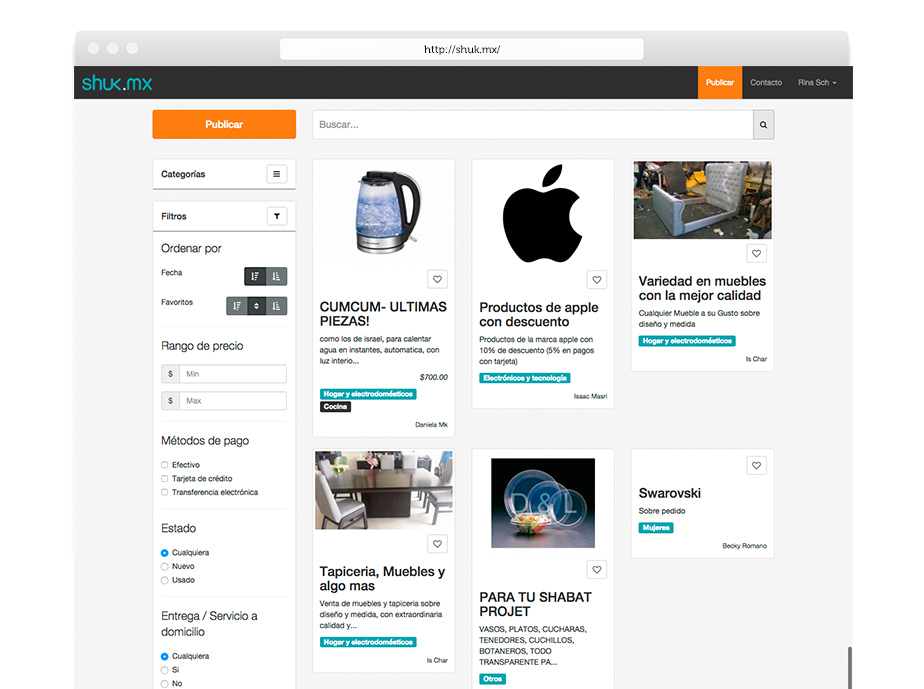 http://shuk.mx/
shuk.mx
Publicar
Contacto
Rina Sch
Publicar
Buscar...
Categorías
Filtros
Ordenar por
Fecha
Favoritos
Rango de precio
$ Min
$ Max
Métodos de pago
Efectivo
Tarjeta de crédito
Transferencia electrónica
Estado
Cualquiera
Nuevo
Usado
Entrega / Servicio a
domicilio
Cualquiera
Si
No
CUMCUM- ULTIMAS
PIEZAS!
como los de israel, para calentar
agua en instantes, automatica, con
luz interio...
$700.00
Hogar y electrodomésticos
Cocina
Daniela Mk
Productos de apple
con descuento
Productos de la marca apple con
10% de descuento (5% en pagos
con tarjeta)
Electrónicos y tecnología
Isaac Masri
Variedad en muebles
con la mejor calidad
Cualquier Mueble a su Gusto sobre
diseño y medida
Hogar y electrodomésticos
Is Char
Tapiceria, Muebles y
algo mas
Venta de muebles y tapiceria sobre
diseño y medida, con extraordinaria
calidad y...
Hogar y electrodomésticos
Is Char
D&L
PARA TU SHABAT
PROJET
VASOS, PLATOS, CUCHARAS,
TENEDORES, CUCHILLOS,
BOTANEROS, TODO
TRANSPARENTE PA...
Otros
Swarovski
Sobre pedido
Mujeres
Becky Romano